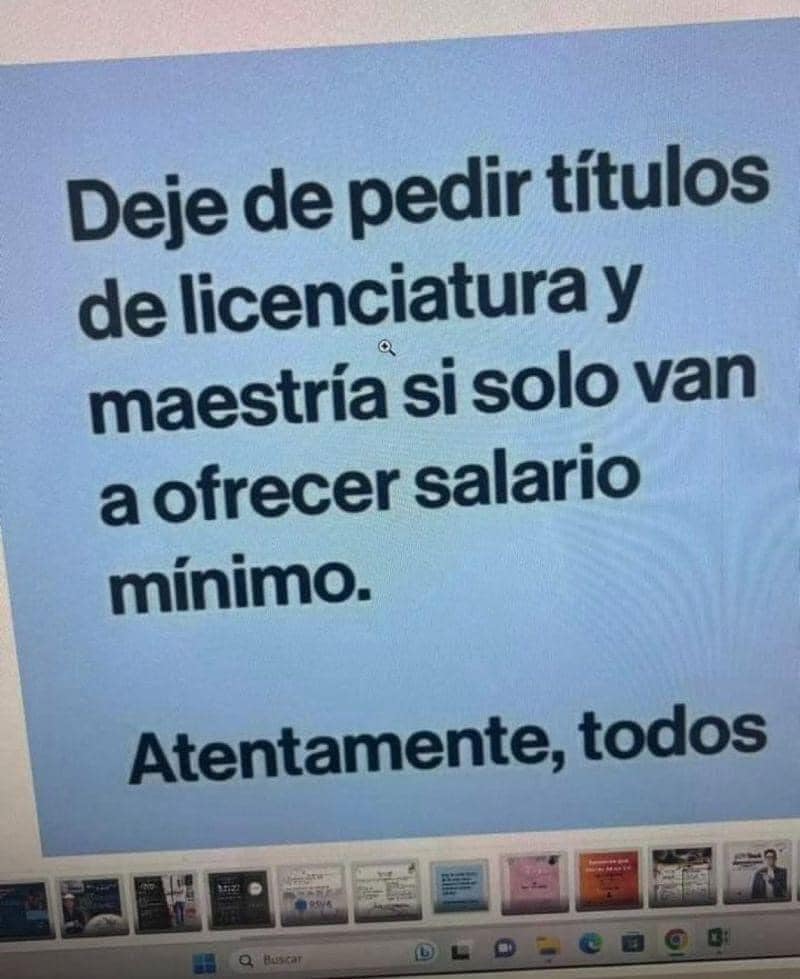 Deje de pedir títulos
de licenciatura y
maestría si solo van
a ofrecer salario
mínimo.
Atentamente, todos
Buscar